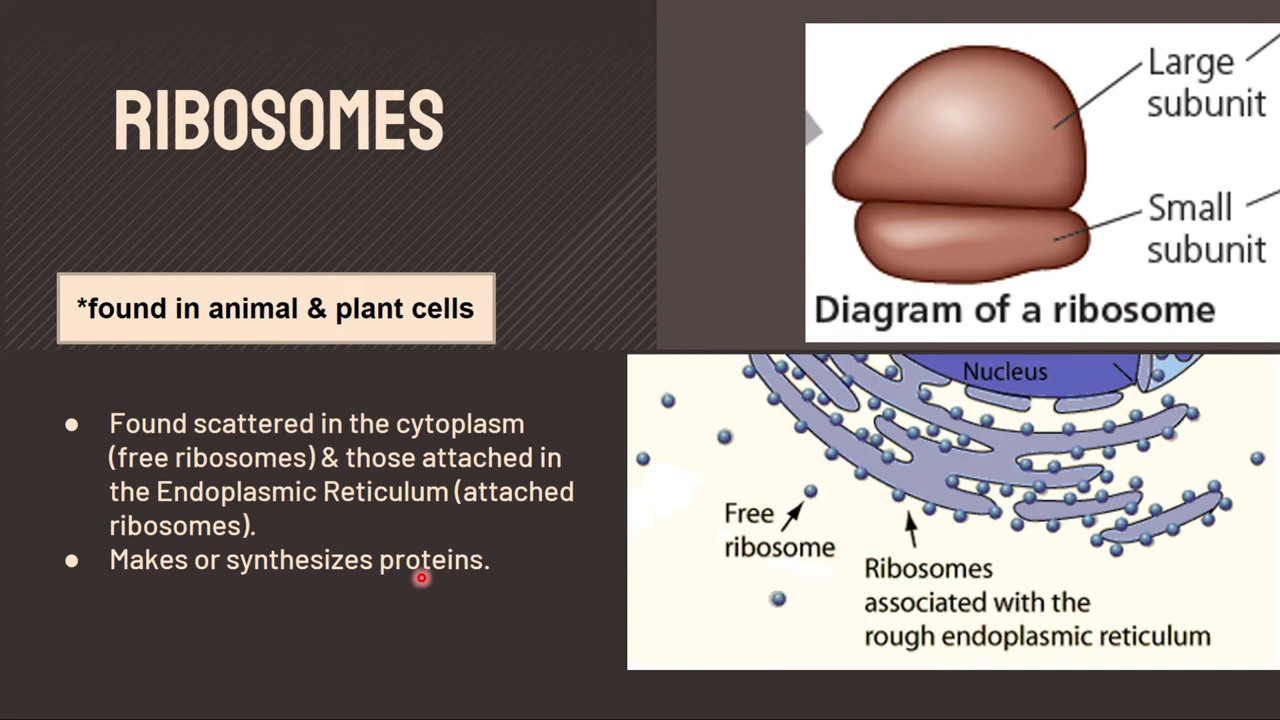 RIBOSOMES
*found in animal & plant cells
● Found scattered in the cytoplasm
(free ribosomes) & those attached in
the Endoplasmic Reticulum (attached
ribosomes).
● Makes or synthesizes proteins.
Large
subunit
Small
subunit
Diagram of a ribosome
Nucleus
Free
ribosome
Ribosomes
associated with the
rough endoplasmic reticulum